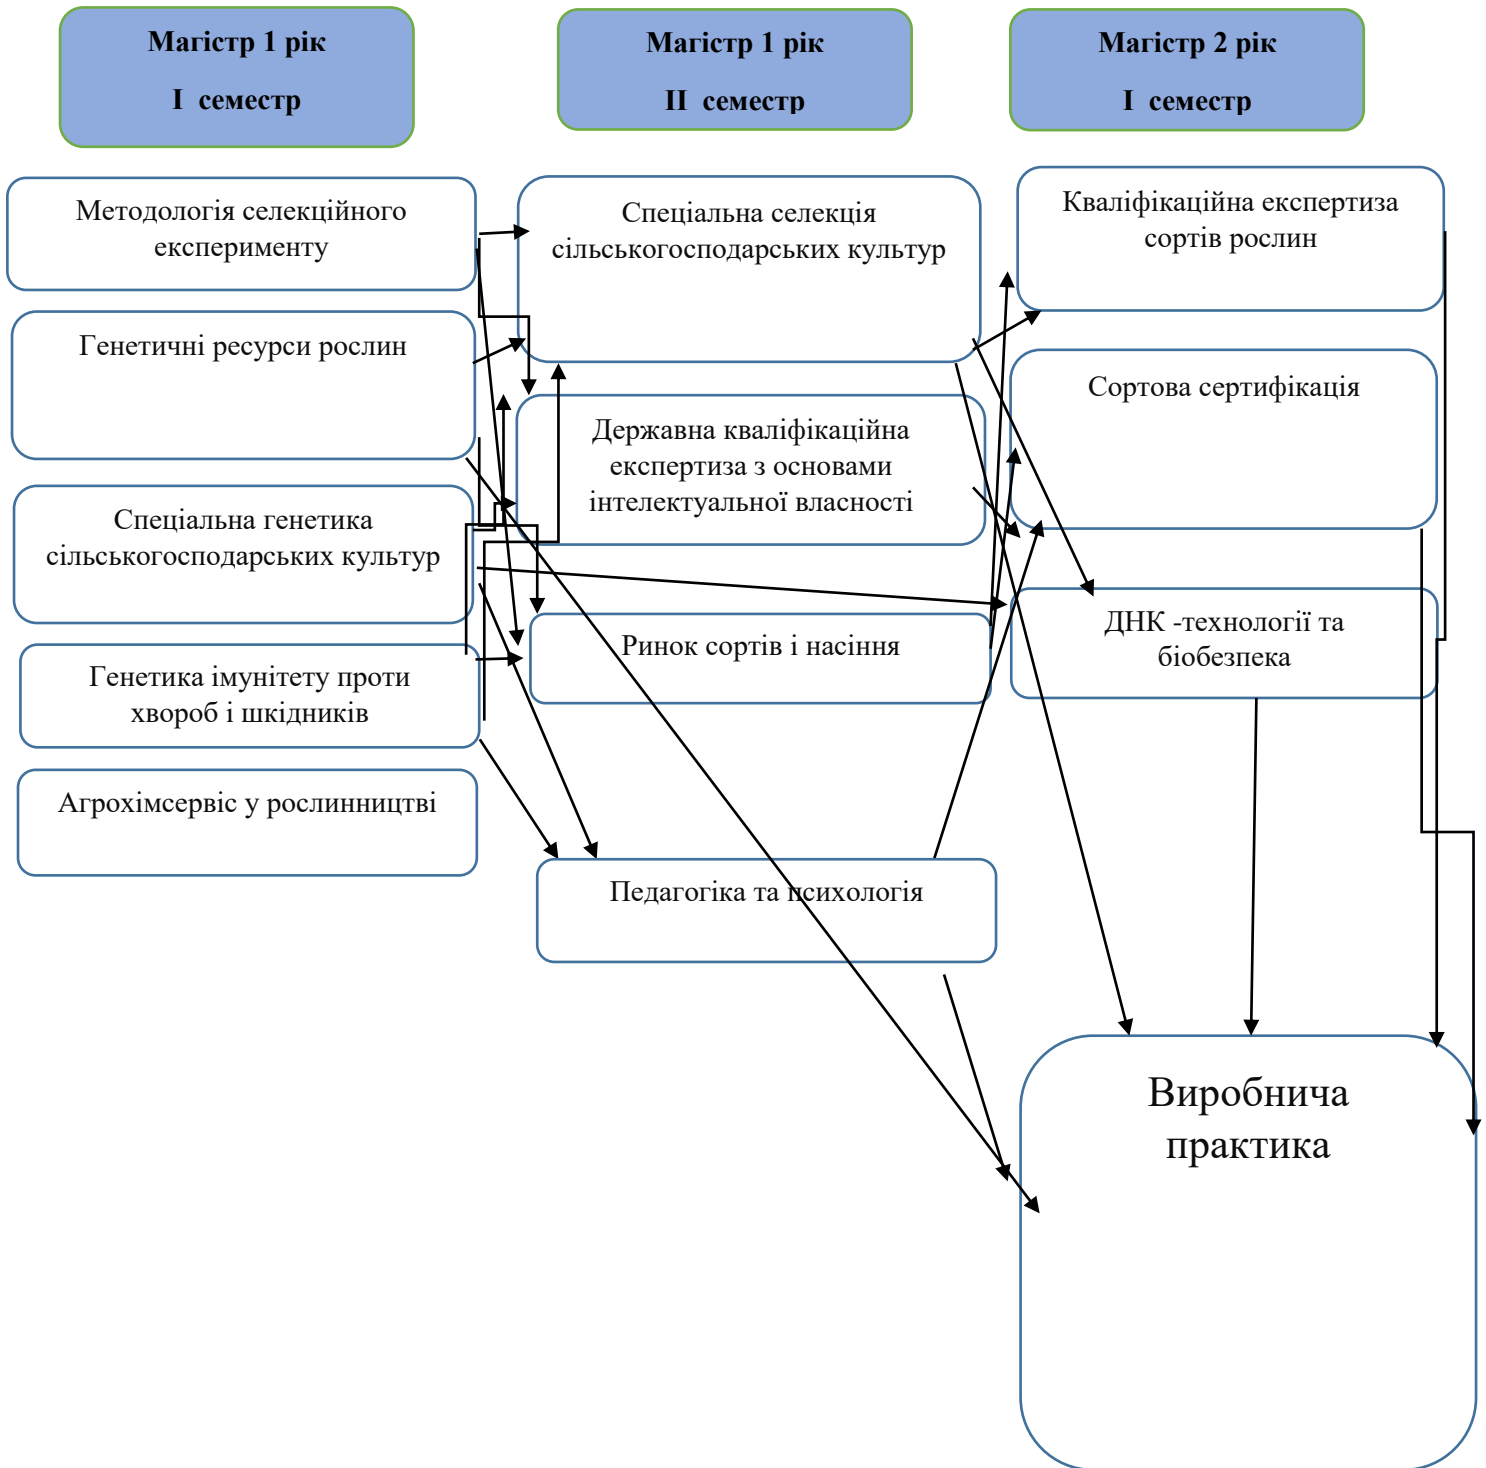 Магістр 1 рік
І семестр
Магістр 1 рік
ІІ семестр
Магістр 2 рік
І семестр
Методологія селекційного
експерименту
Генетичні ресурси рослин
Спеціальна генетика
сільськогосподарських культур
Генетика імунітету проти
хвороб і шкідників
Агрохімсервіс у рослинництві
Спеціальна селекція
сільськогосподарських культур
Державна кваліфікаційна
експертиза з основами
інтелектуальної власності
Ринок сортів і насіння
Педагогіка та психологія
Кваліфікаційна експертиза
сортів рослин
Сортова сертифікація
ДНК -технології та
біобезпека
Виробнича
практика